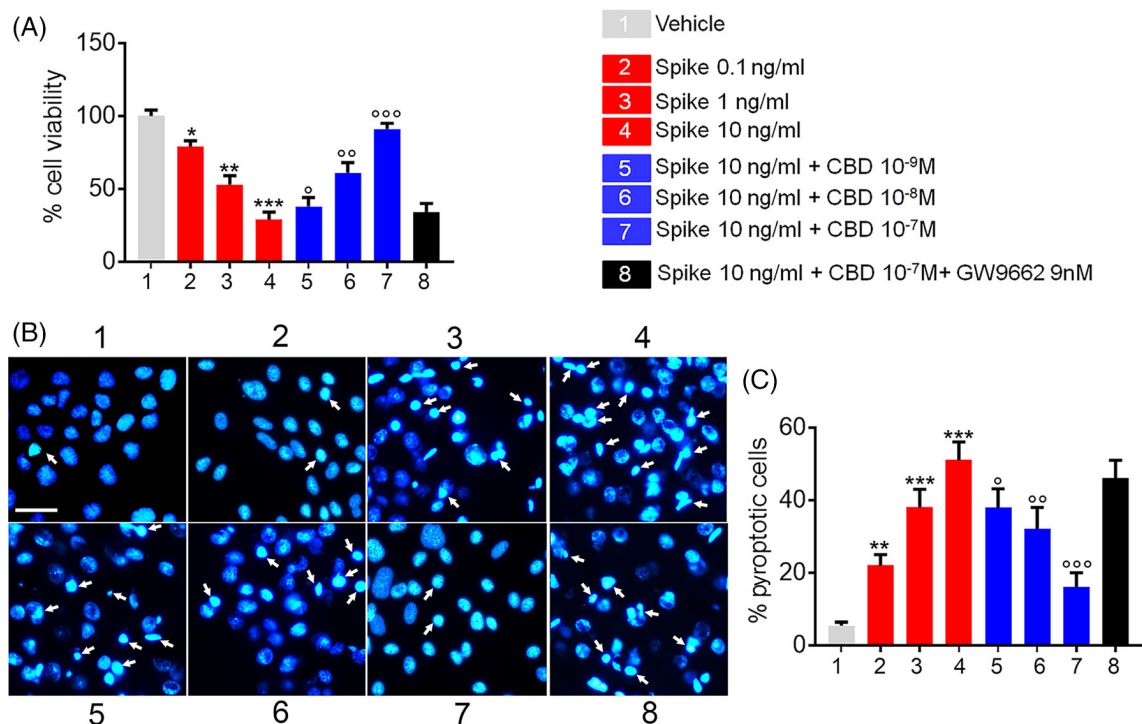 (A)
% cell viability
150
100
50
0
*
**
***
°
°°
°°°
1 2 3 4 5 6 7 8
1 Vehicle
2 Spike 0.1 ng/ml
3 Spike 1 ng/ml
4 Spike 10 ng/ml
5 Spike 10 ng/ml + CBD 10⁻⁹M
6 Spike 10 ng/ml + CBD 10⁻⁸M
7 Spike 10 ng/ml + CBD 10⁻⁷M
8 Spike 10 ng/ml + CBD 10⁻⁷M+ GW9662 9nM
(B)
1 2 3 4
5 6 7 8
(C)
% pyroptotic cells
60
40
20
0
**
***
***
°
°°
°°°
1 2 3 4 5 6 7 8